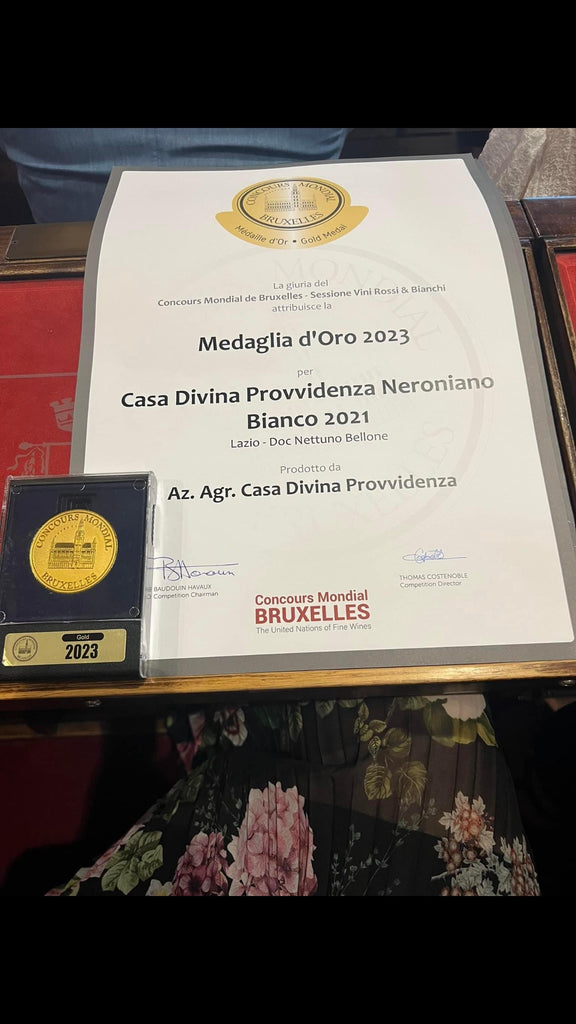 CONCOURS MONDIAL
BRUXELLES
Médaille d'Or • Gold Medal
La giuria del
Concours Mondial de Bruxelles - Sessione Vini Rossi & Bianchi
attribuisce la
Medaglia d'Oro 2023
per
Casa Divina Provvidenza Neroniano
Bianco 2021
Lazio - Doc Nettuno Bellone
Prodotto da
Az. Agr. Casa Divina Provvidenza
BAUDOUIN HAVAUX
Competition Chairman
THOMAS COSTENOBLE
Competition Director
Concours Mondial
BRUXELLES
The United Nations of Fine Wines
CONCOURS MONDIAL
BRUXELLES
Gold
2023